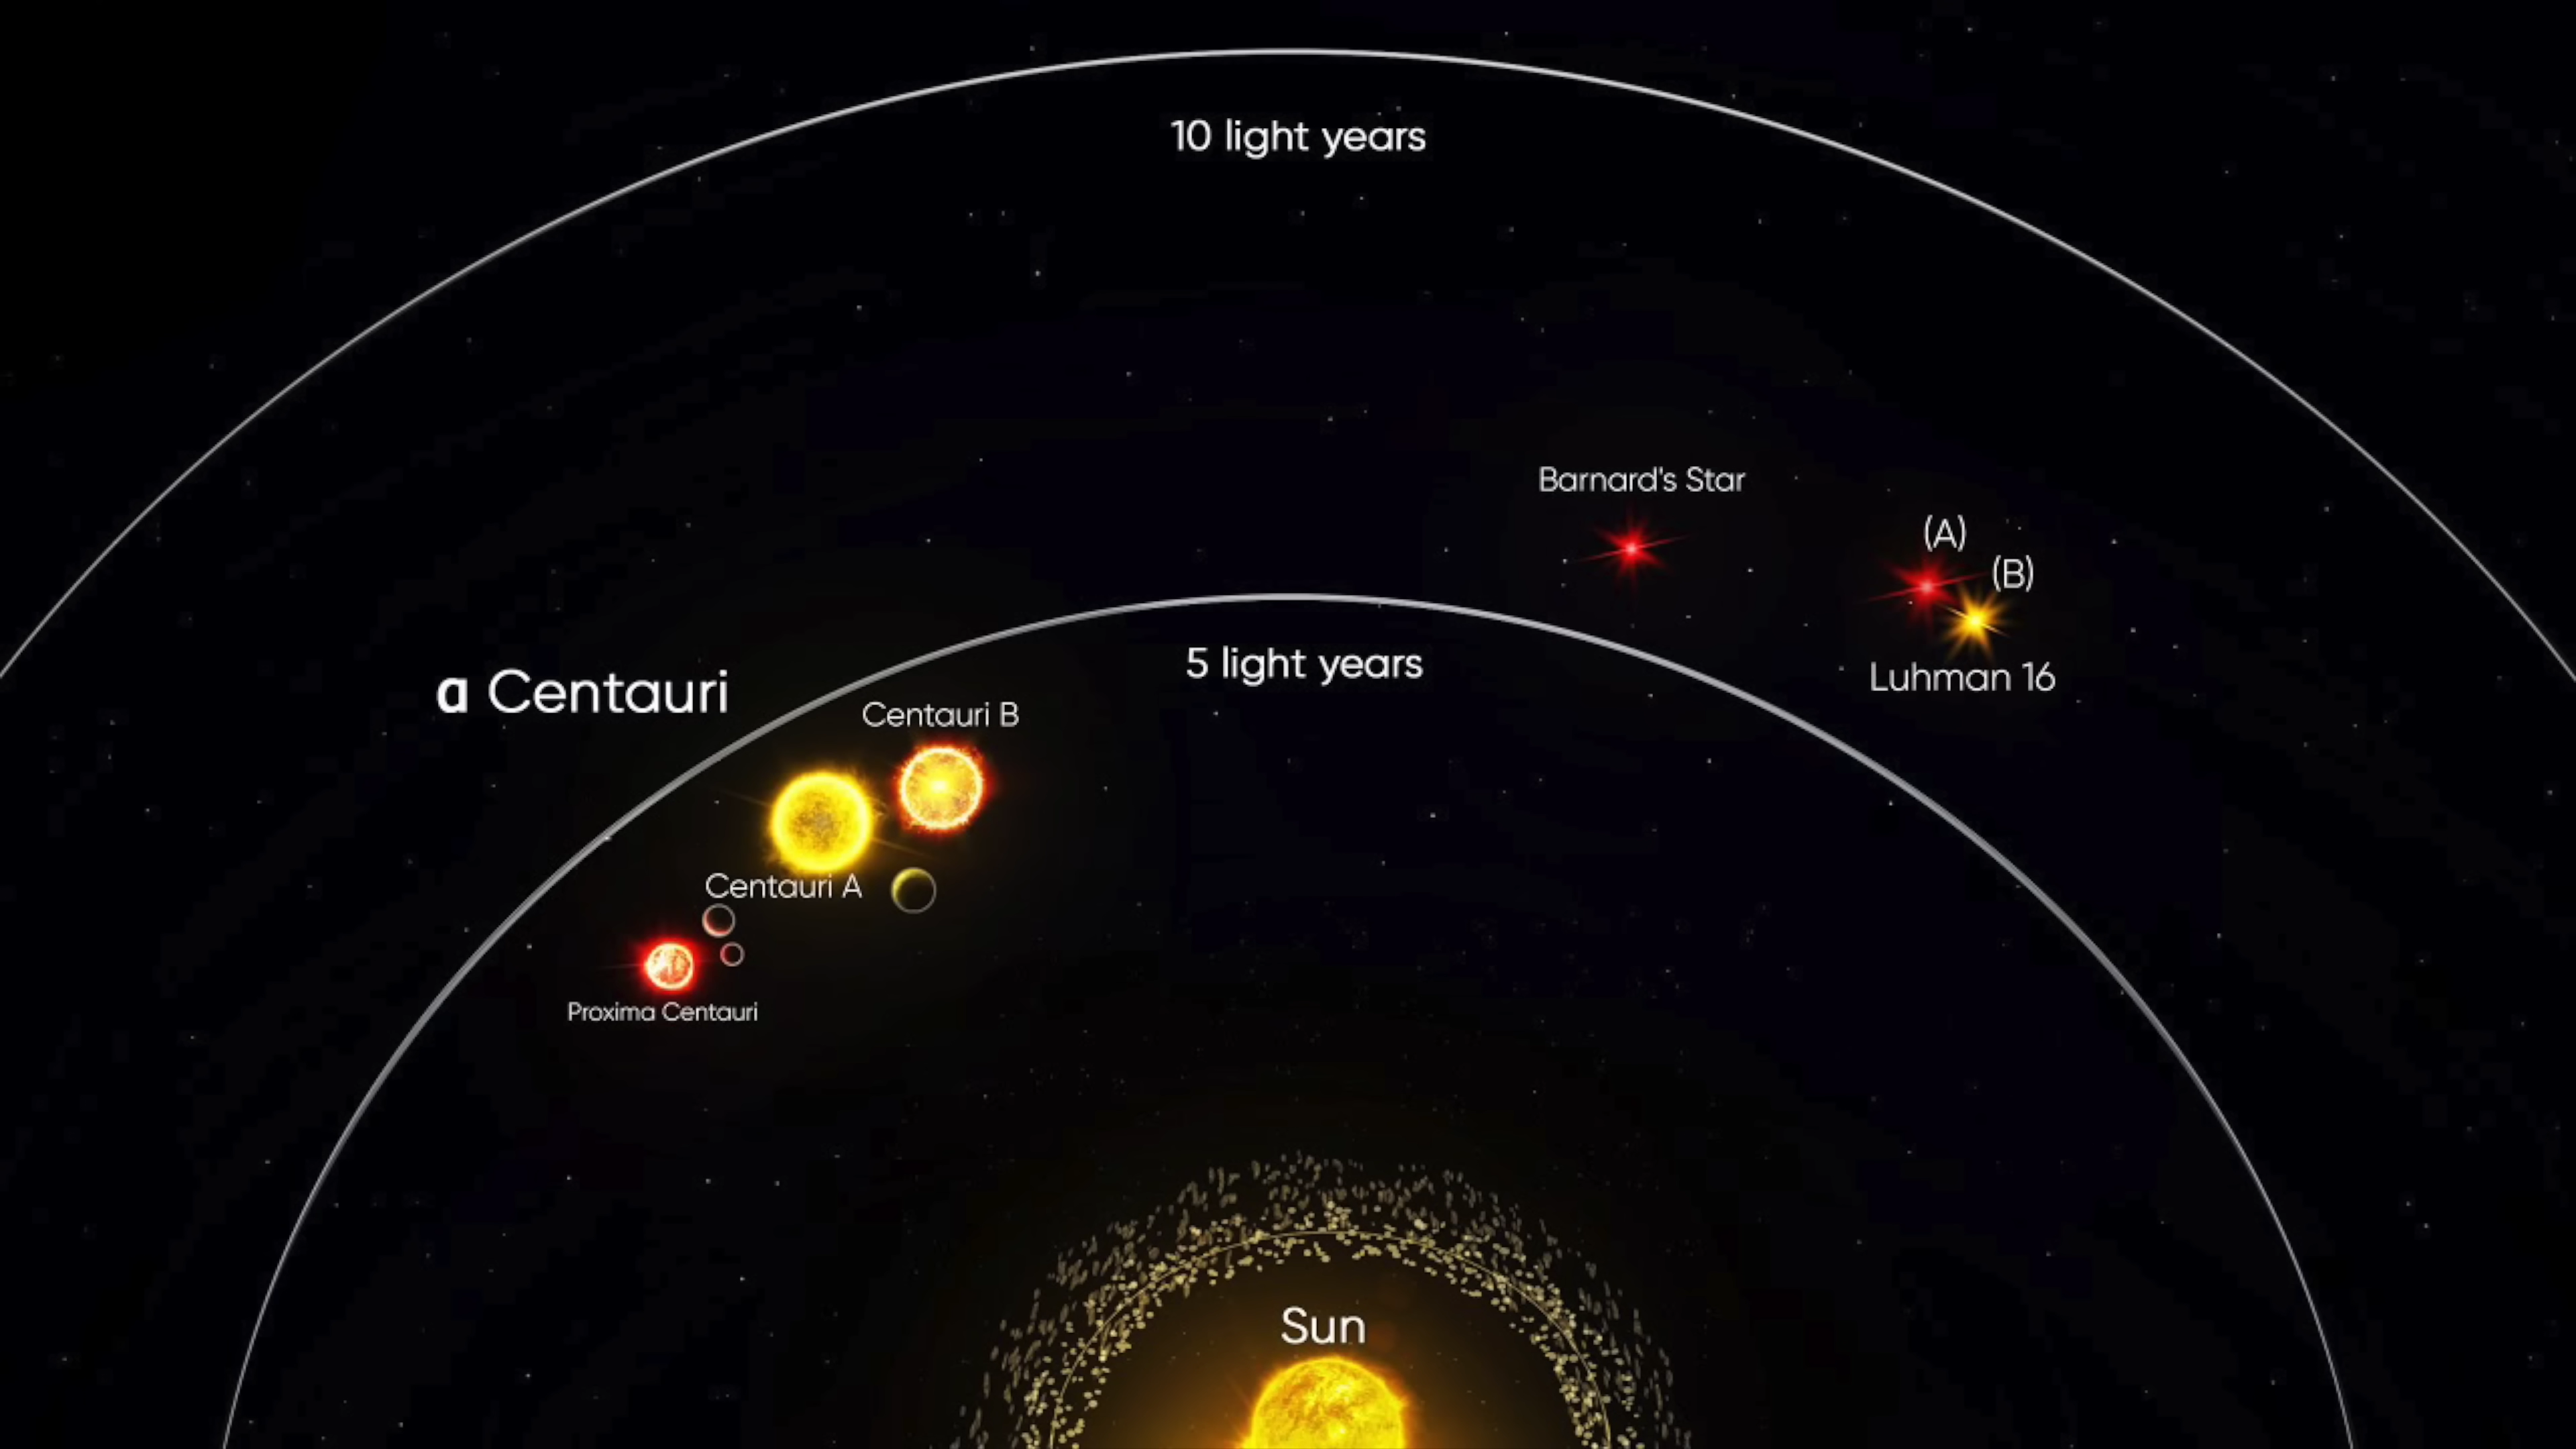 10 light years
Barnard's Star
(A)
(B)
5 light years
Luhman 16
α Centauri
Centauri B
Centauri A
Proxima Centauri
Sun